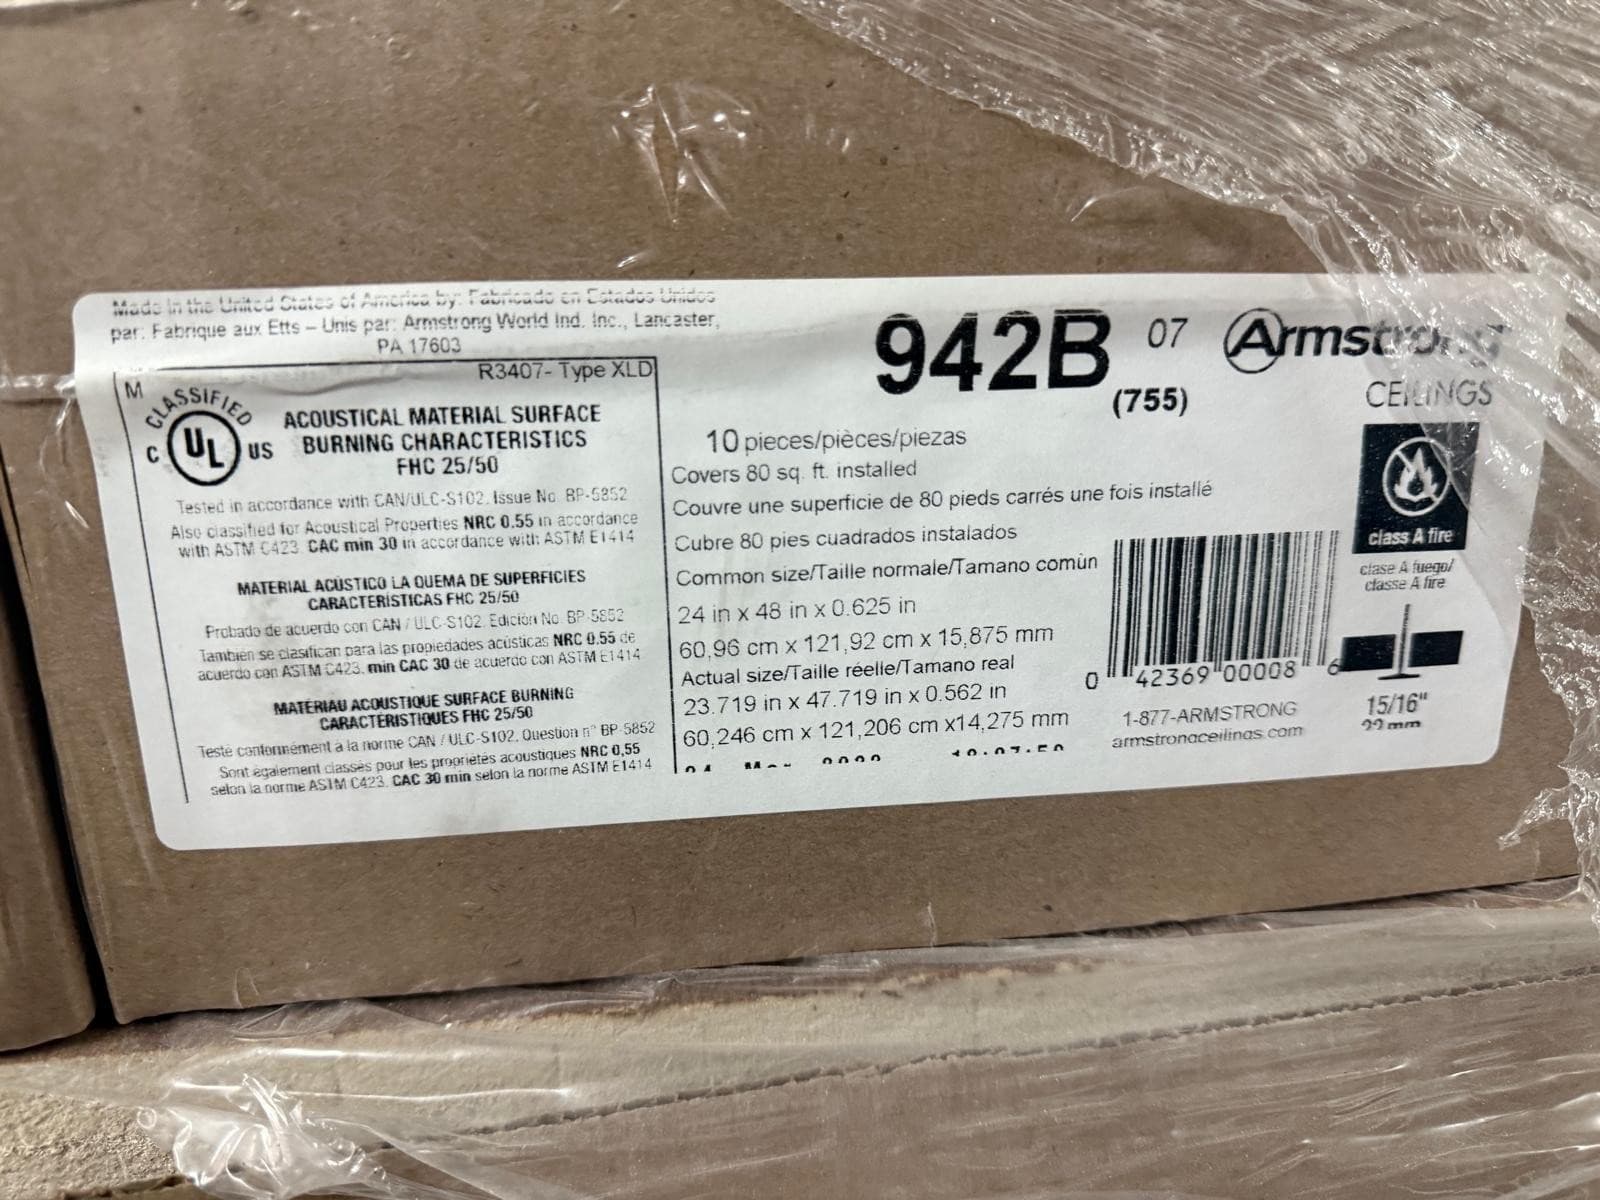 Made in the United States of America by: Fabricado en Estados Unidos
par: Fabrique aux Etts – Unis par: Armstrong World Ind. Inc., Lancaster,
PA 17603
R3407- Type XLD
M
CLASSIFIED
C UL US
ACOUSTICAL MATERIAL SURFACE
BURNING CHARACTERISTICS
FHC 25/50
Tested in accordance with CAN/ULC-S102. Issue No. BP-5852
Also classified for Acoustical Properties NRC 0.55 in accordance
with ASTM C423. CAC min 30 in accordance with ASTM E1414
MATERIAL ACÚSTICO LA QUEMA DE SUPERFICIES
CARACTERÍSTICAS FHC 25/50
Probado de acuerdo con CAN / ULC-S102. Edición No. BP-5852
También se clasifican para las propiedades acústicas NRC 0.55 de
acuerdo con ASTM C423. min CAC 30 de acuerdo con ASTM E1414
MATÉRIAU ACOUSTIQUE SURFACE BURNING
CARACTÉRISTIQUES FHC 25/50
Testé conformément à la norme CAN / ULC-S102. Question n° BP-5852
Sont également classés pour les propriétés acoustiques NRC 0,55
selon la norme ASTM C423. CAC 30 min selon la norme ASTM E1414
942B 07
(755)
Armstrong
CEILINGS
10 pieces/pièces/piezas
Covers 80 sq. ft. installed
Couvre une superficie de 80 pieds carrés une fois installé
Cubre 80 pies cuadrados instalados
Common size/Taille normale/Tamano comùn
24 in x 48 in x 0.625 in
60,96 cm x 121,92 cm x 15,875 mm
Actual size/Taille réelle/Tamano real
23.719 in x 47.719 in x 0.562 in
60,246 cm x 121,206 cm x14,275 mm
0 42369 00008 6
1-877-ARMSTRONG
armstrongceilings.com
class A fire
clase A fuego/
classe A fire
15/16"